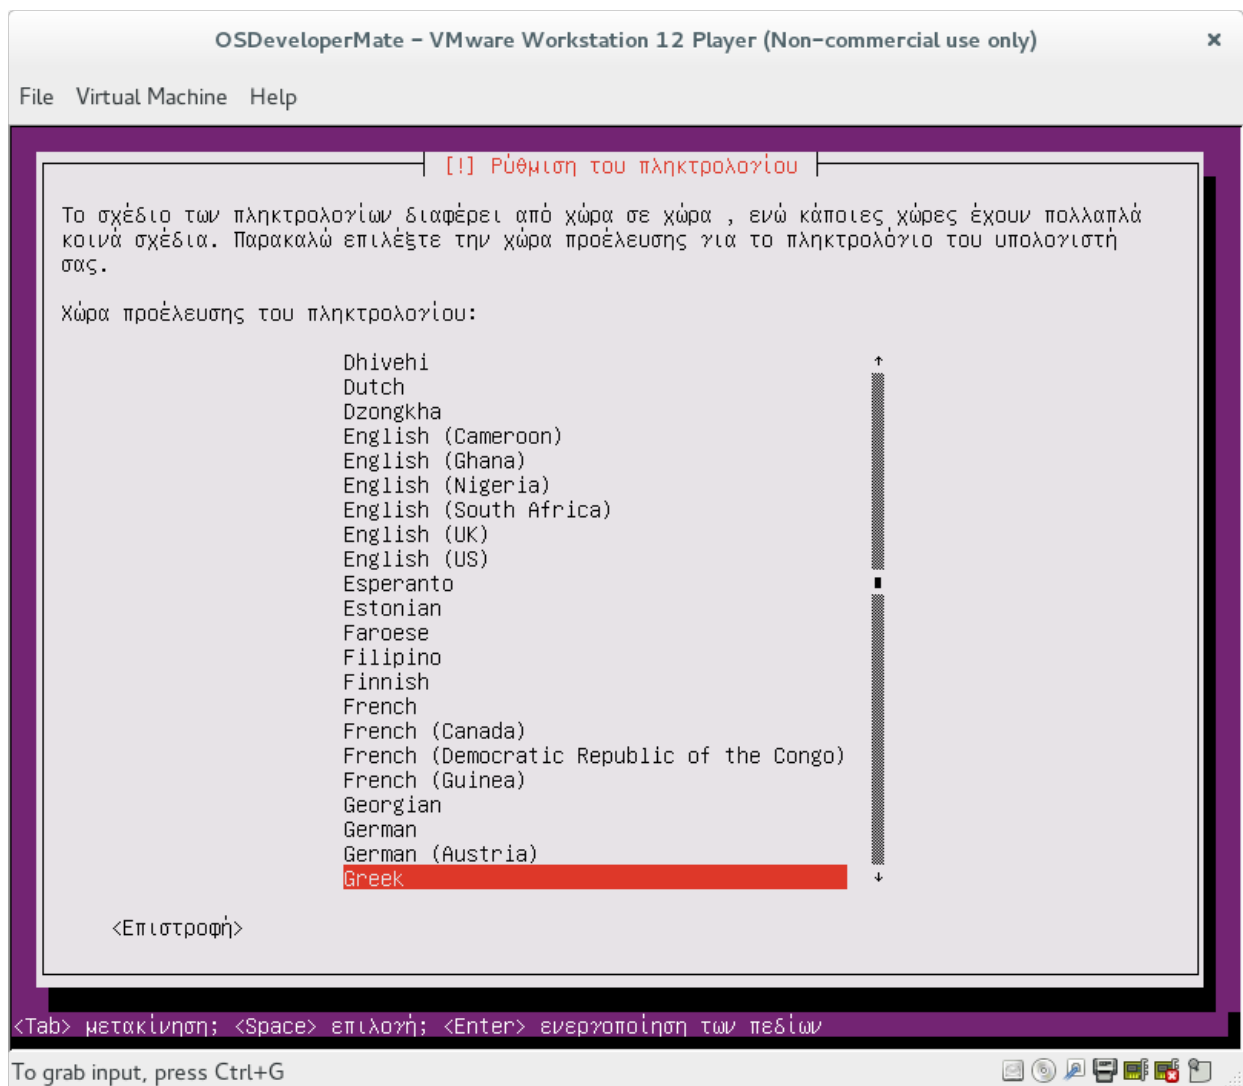 OSDeveloperMate – VMware Workstation 12 Player (Non-commercial use only)
File Virtual Machine Help
[!] Ρύθμιση του πληκτρολογίου
Το σχέδιο των πληκτρολογίων διαφέρει από χώρα σε χώρα , ενώ κάποιες χώρες έχουν πολλαπλά
κοινά σχέδια. Παρακαλώ επιλέξτε την χώρα προέλευσης για το πληκτρολόγιο του υπολογιστή
σας.
Χώρα προέλευσης του πληκτρολογίου:
Dhivehi
Dutch
Dzongkha
English (Cameroon)
English (Ghana)
English (Nigeria)
English (South Africa)
English (UK)
English (US)
Esperanto
Estonian
Faroese
Filipino
Finnish
French
French (Canada)
French (Democratic Republic of the Congo)
French (Guinea)
Georgian
German
German (Austria)
Greek
<Επιστροφή>
<Tab> μετακίνηση; <Space> επιλογή; <Enter> ενεργοποίηση των πεδίων
To grab input, press Ctrl+G